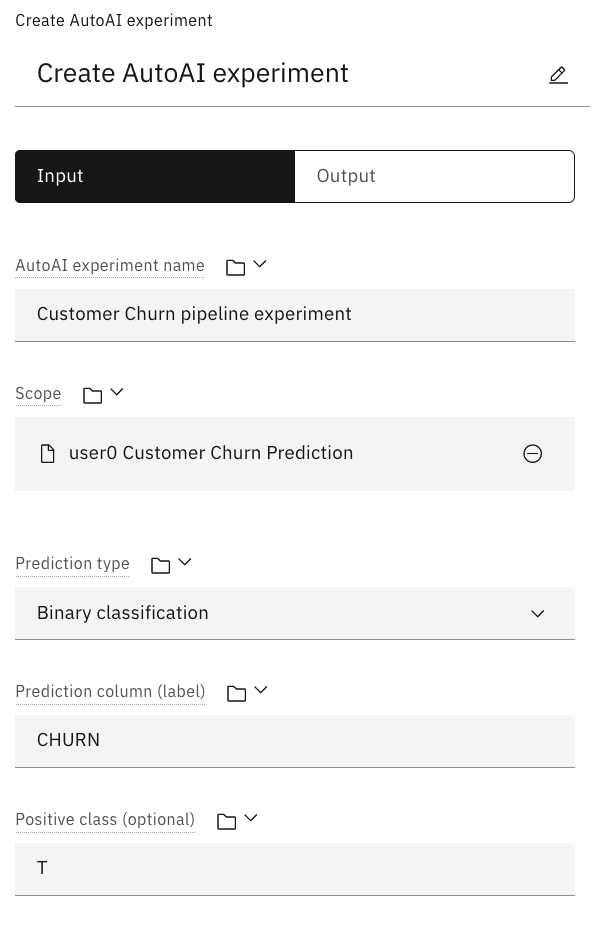 Create AutoAI experiment
Create AutoAI experiment
Input
Output
AutoAI experiment name
Customer Churn pipeline experiment
Scope
user0 Customer Churn Prediction
Prediction type
Binary classification
Prediction column (label)
CHURN
Positive class (optional)
T